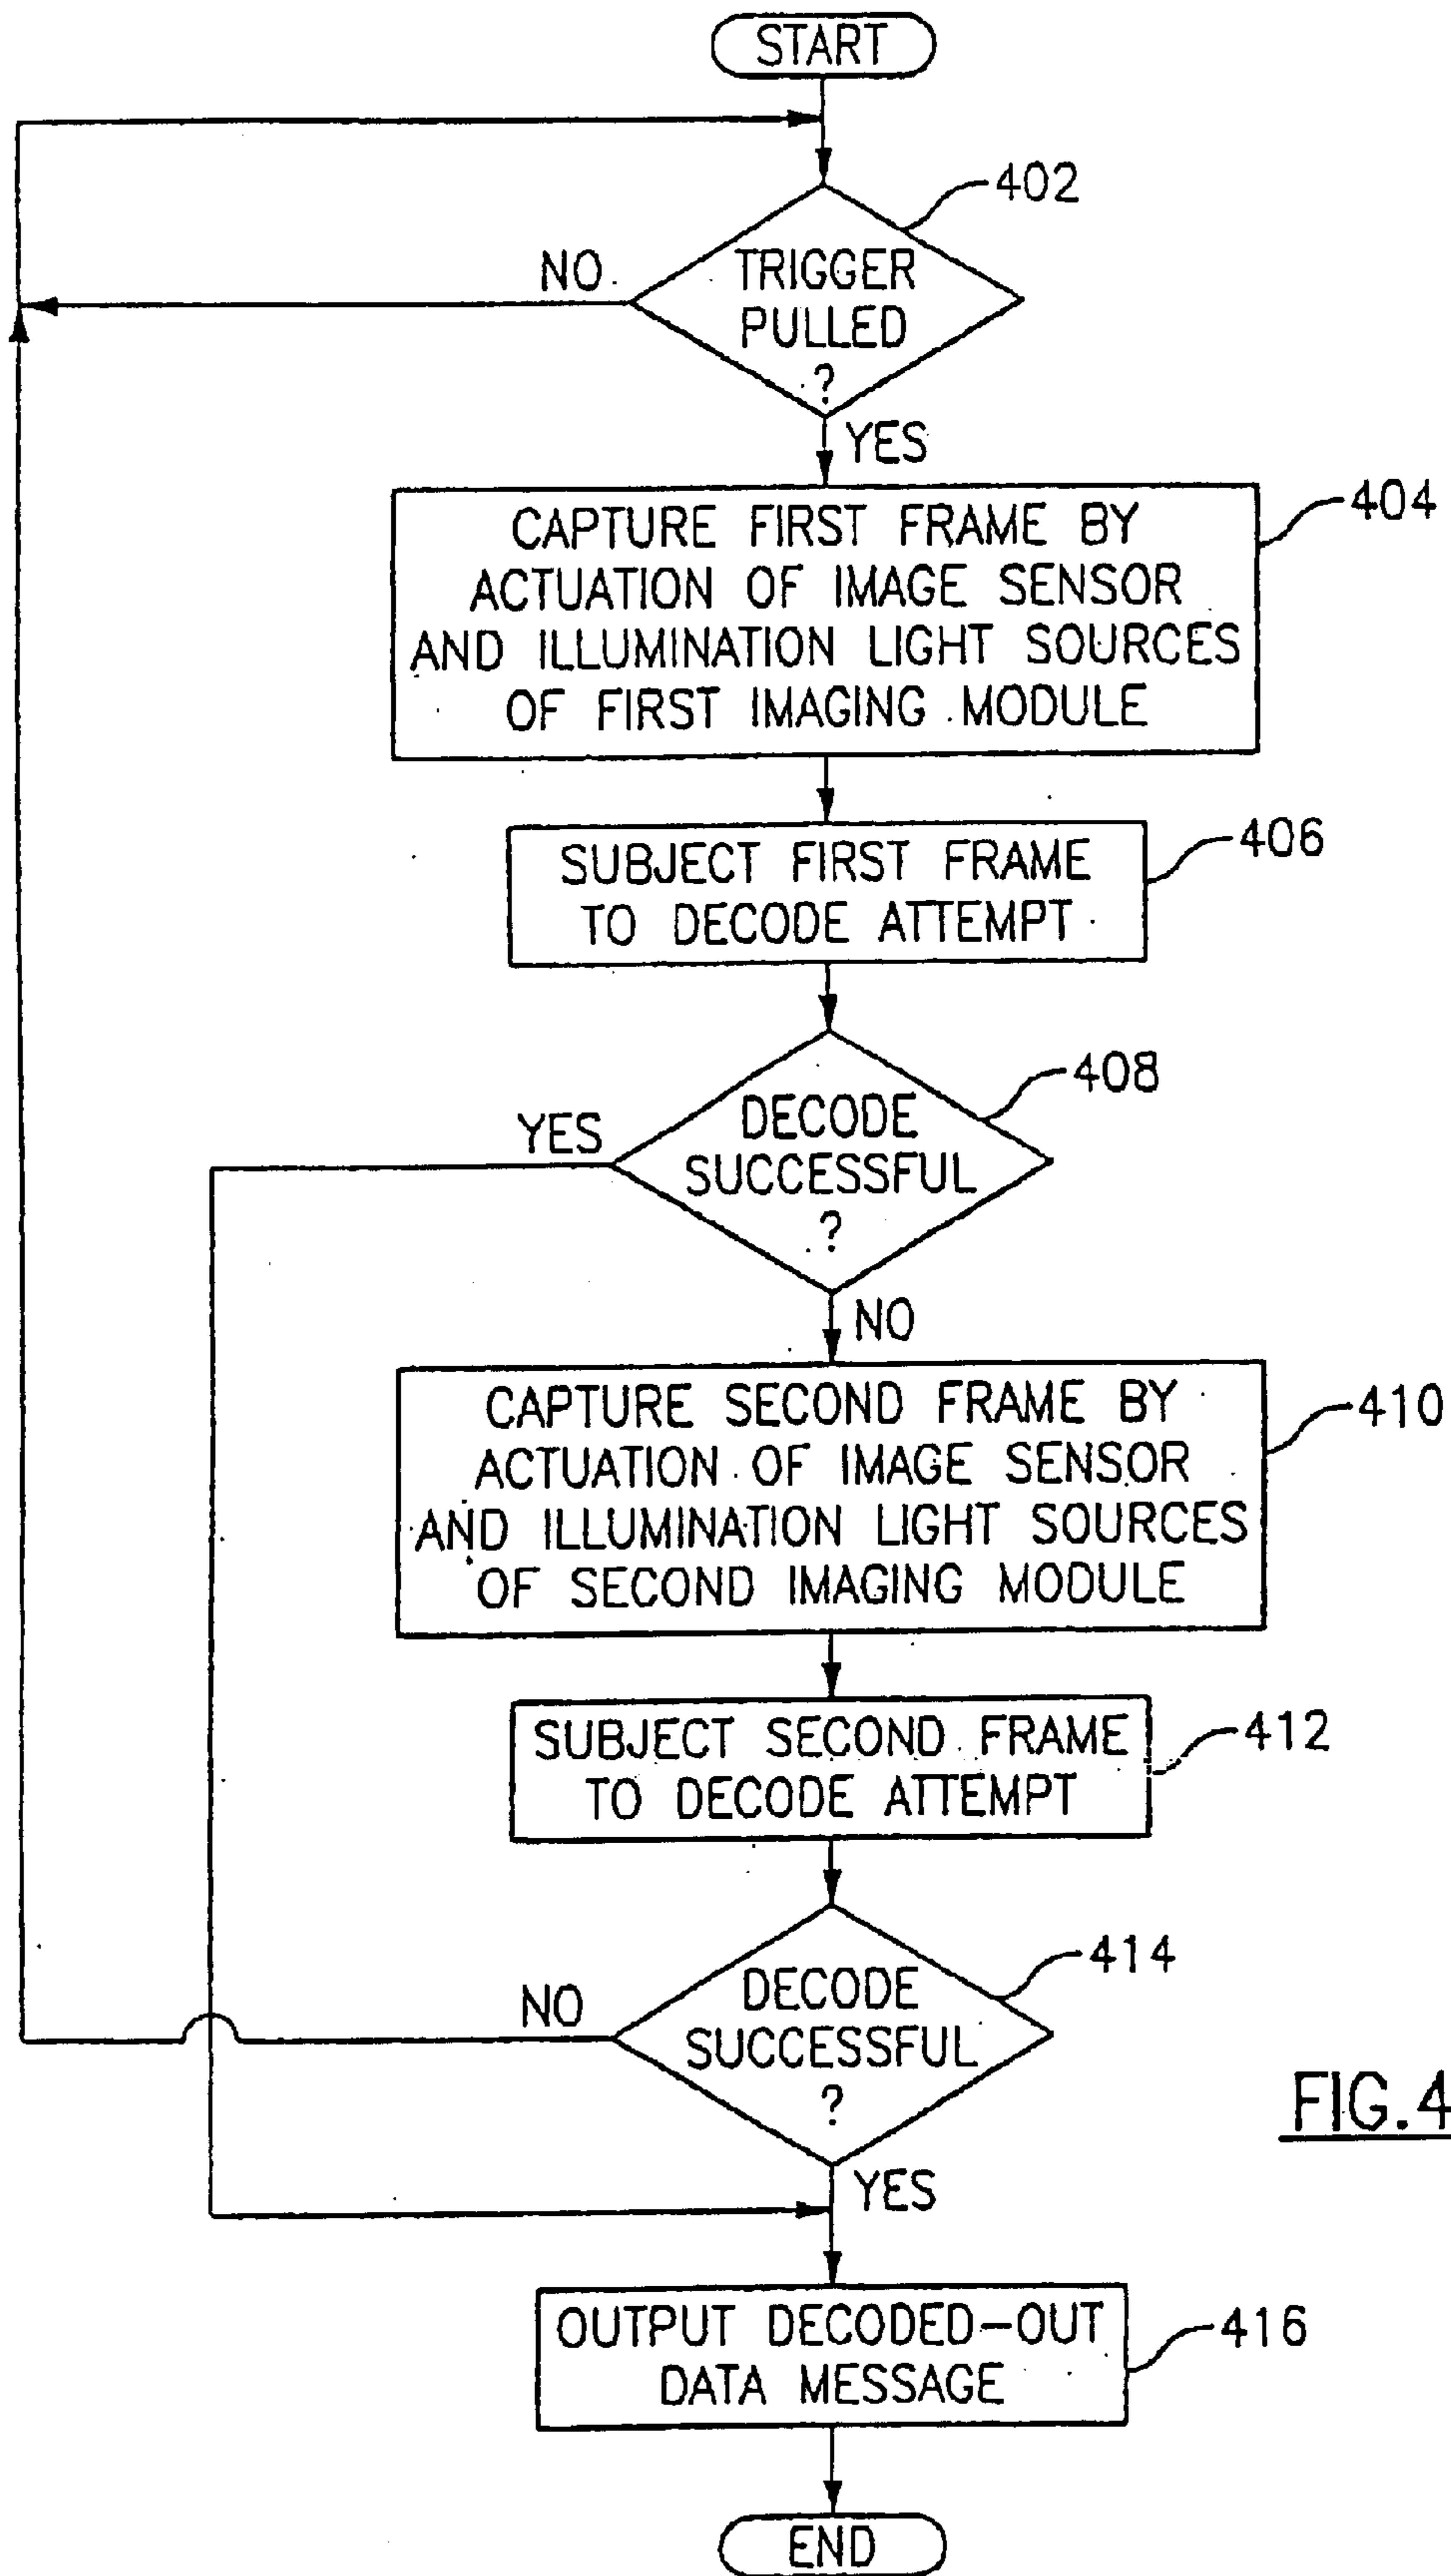 START
402
NO
TRIGGER
PULLED
?
YES
CAPTURE FIRST FRAME BY
ACTUATION OF IMAGE SENSOR
AND ILLUMINATION LIGHT SOURCES
OF FIRST IMAGING MODULE
404
SUBJECT FIRST FRAME
TO DECODE ATTEMPT
406
408
YES
DECODE
SUCCESSFUL
?
NO
CAPTURE SECOND FRAME BY
ACTUATION OF IMAGE SENSOR
AND ILLUMINATION LIGHT SOURCES
OF SECOND IMAGING MODULE
410
SUBJECT SECOND FRAME
TO DECODE ATTEMPT
412
414
NO
DECODE
SUCCESSFUL
?
FIG.4
YES
OUTPUT DECODED-OUT
DATA MESSAGE
416
END